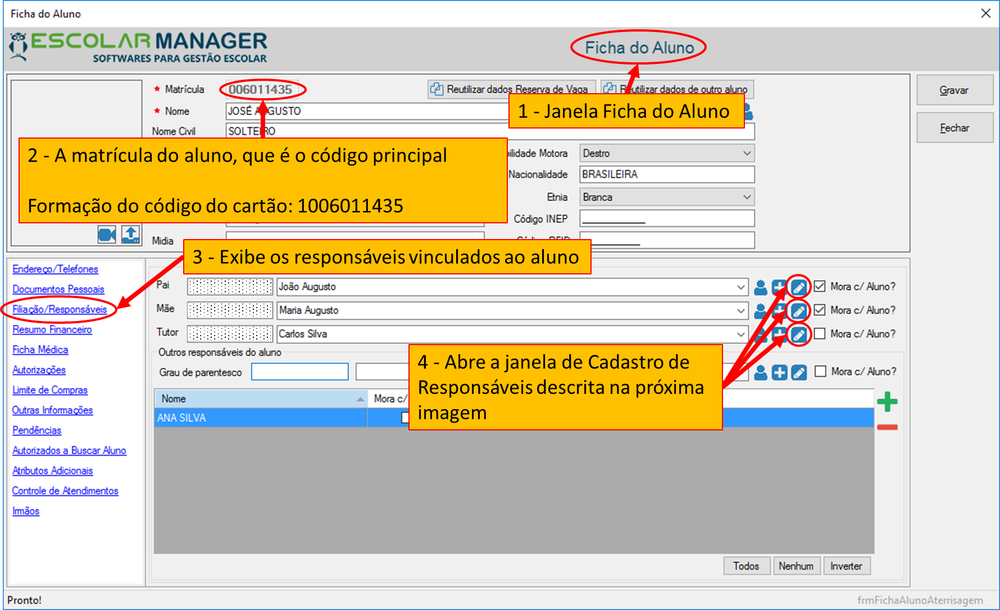 Ficha do Aluno
ESCOLAR MANAGER
SOFTWARES PARA GESTÃO ESCOLAR
Ficha do Aluno
* Matrícula 006011435 Reutilizar dados Reserva de Vaga Reutilizar dados de outro aluno
Gravar
* Nome JOSÉ AUGUSTO
1 - Janela Ficha do Aluno
Fechar
Nome Civil SOLTEIRO
2 - A matrícula do aluno, que é o código principal
Formação do código do cartão: 1006011435
Motora Destro
Nacionalidade BRASILEIRA
Etnia Branca
Código INEP
Midia
3 - Exibe os responsáveis vinculados ao aluno
Endereço/Telefones
Documentos Pessoais
Filiação/Responsáveis
Resumo Financeiro
Ficha Médica
Autorizações
Limite de Compras
Outras Informações
Pendências
Autorizados a Buscar Aluno
Atributos Adicionais
Controle de Atendimentos
Irmãos
Pai João Augusto Mora c/ Aluno?
Mãe Maria Augusto Mora c/ Aluno?
Tutor Carlos Silva Mora c/ Aluno?
Outros responsáveis do aluno
Grau de parentesco Mora c/ Aluno?
4 - Abre a janela de Cadastro de
Responsáveis descrita na próxima
imagem
Nome Mora c/
ANA SILVA
Todos Nenhum Inverter
Pronto!
frmFichaAlunoAterrisagem